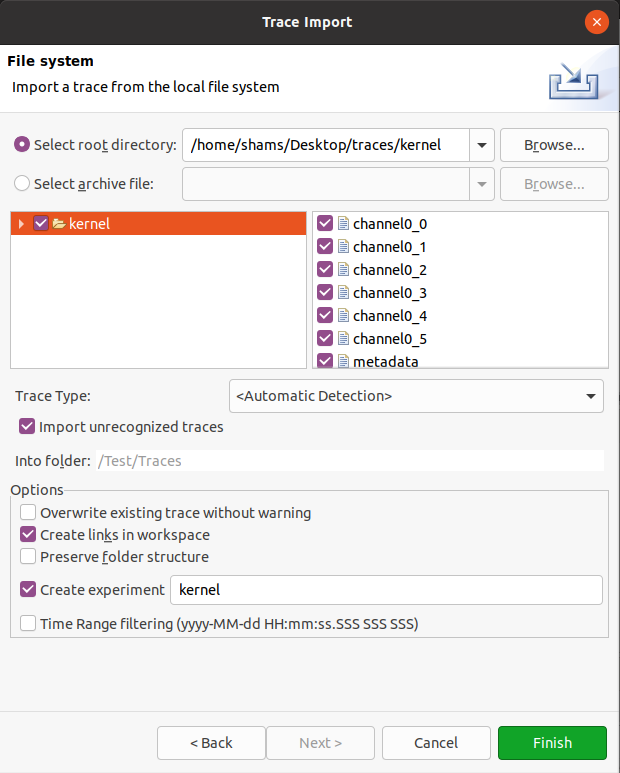 Trace Import
File system
Import a trace from the local file system
Select root directory: /home/shams/Desktop/traces/kernel Browse...
Select archive file: Browse...
kernel
channel0_0
channel0_1
channel0_2
channel0_3
channel0_4
channel0_5
metadata
Trace Type: <Automatic Detection>
Import unrecognized traces
Into folder: /Test/Traces
Options
Overwrite existing trace without warning
Create links in workspace
Preserve folder structure
Create experiment kernel
Time Range filtering (yyyy-MM-dd HH:mm:ss.SSS SSS SSS)
< Back Next > Cancel Finish